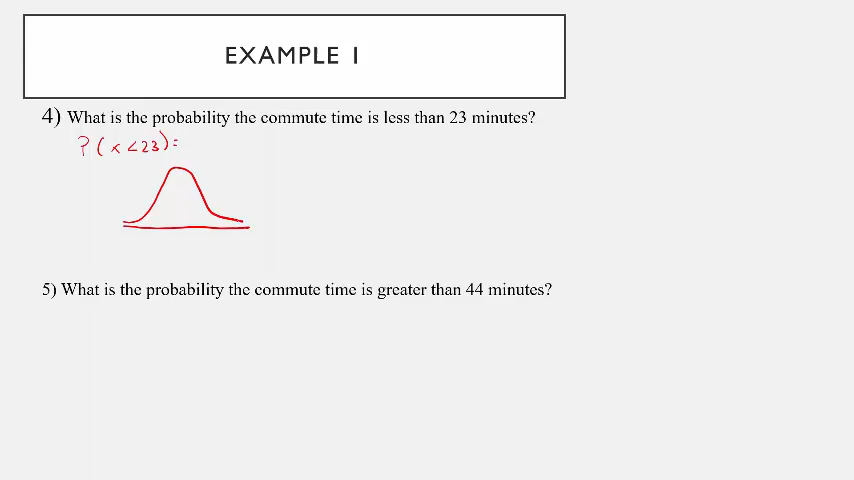 EXAMPLE 1
4) What is the probability the commute time is less than 23 minutes?
P(x<23)=
5) What is the probability the commute time is greater than 44 minutes?